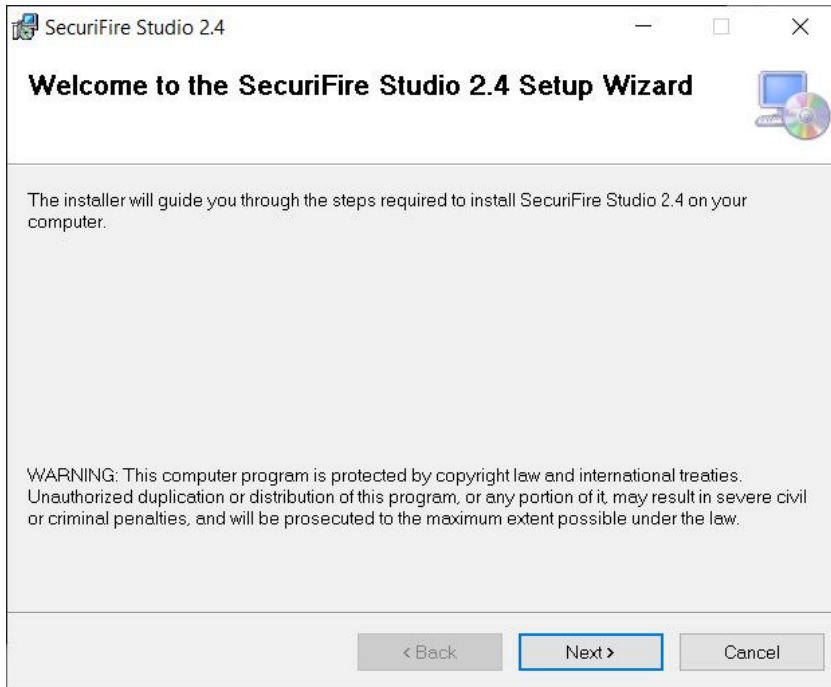 SecuriFire Studio 2.4
Welcome to the SecuriFire Studio 2.4 Setup Wizard
The installer will guide you through the steps required to install SecuriFire Studio 2.4 on your
computer.
WARNING: This computer program is protected by copyright law and international treaties.
Unauthorized duplication or distribution of this program, or any portion of it, may result in severe civil
or criminal penalties, and will be prosecuted to the maximum extent possible under the law.
< Back Next > Cancel